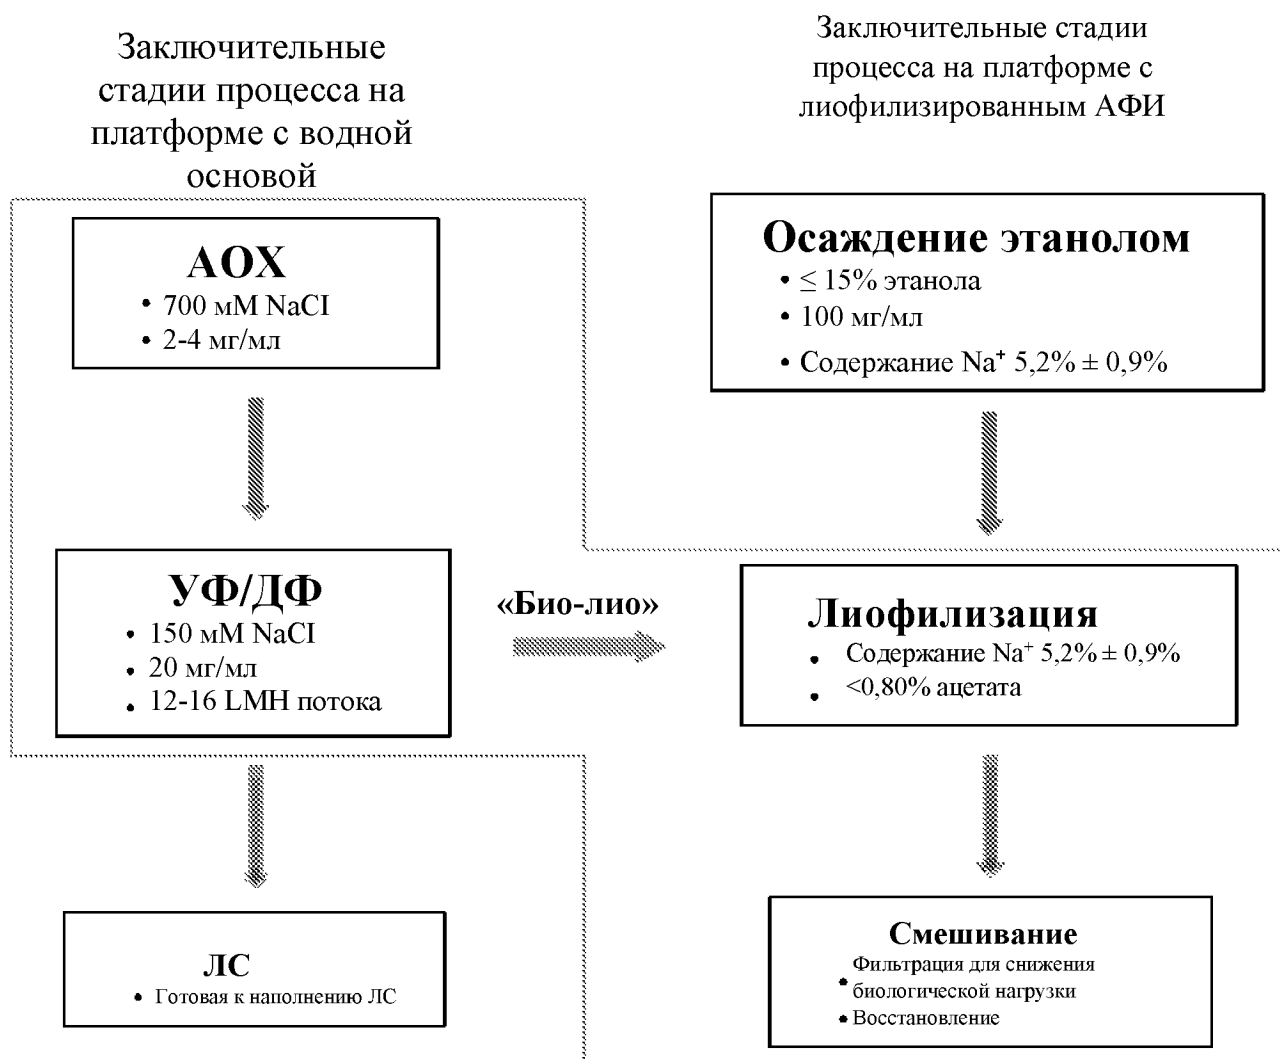 Заключительные
стадии процесса на
платформе с водной
основой
Заключительные стадии
процесса на платформе с
лиофилизированным АФИ
АОХ
• 700 мМ NaCI
• 2-4 мг/мл
Осаждение этанолом
• ≤ 15% этанола
• 100 мг/мл
• Содержание Na⁺ 5,2% ± 0,9%
УФ/ДФ
• 150 мМ NaCI
• 20 мг/мл
• 12-16 LMH потока
«Био-лио»
Лиофилизация
• Содержание Na⁺ 5,2% ± 0,9%
• <0,80% ацетата
ЛС
• Готовая к наполнению ЛС
Смешивание
• Фильтрация для снижения
биологической нагрузки
• Восстановление